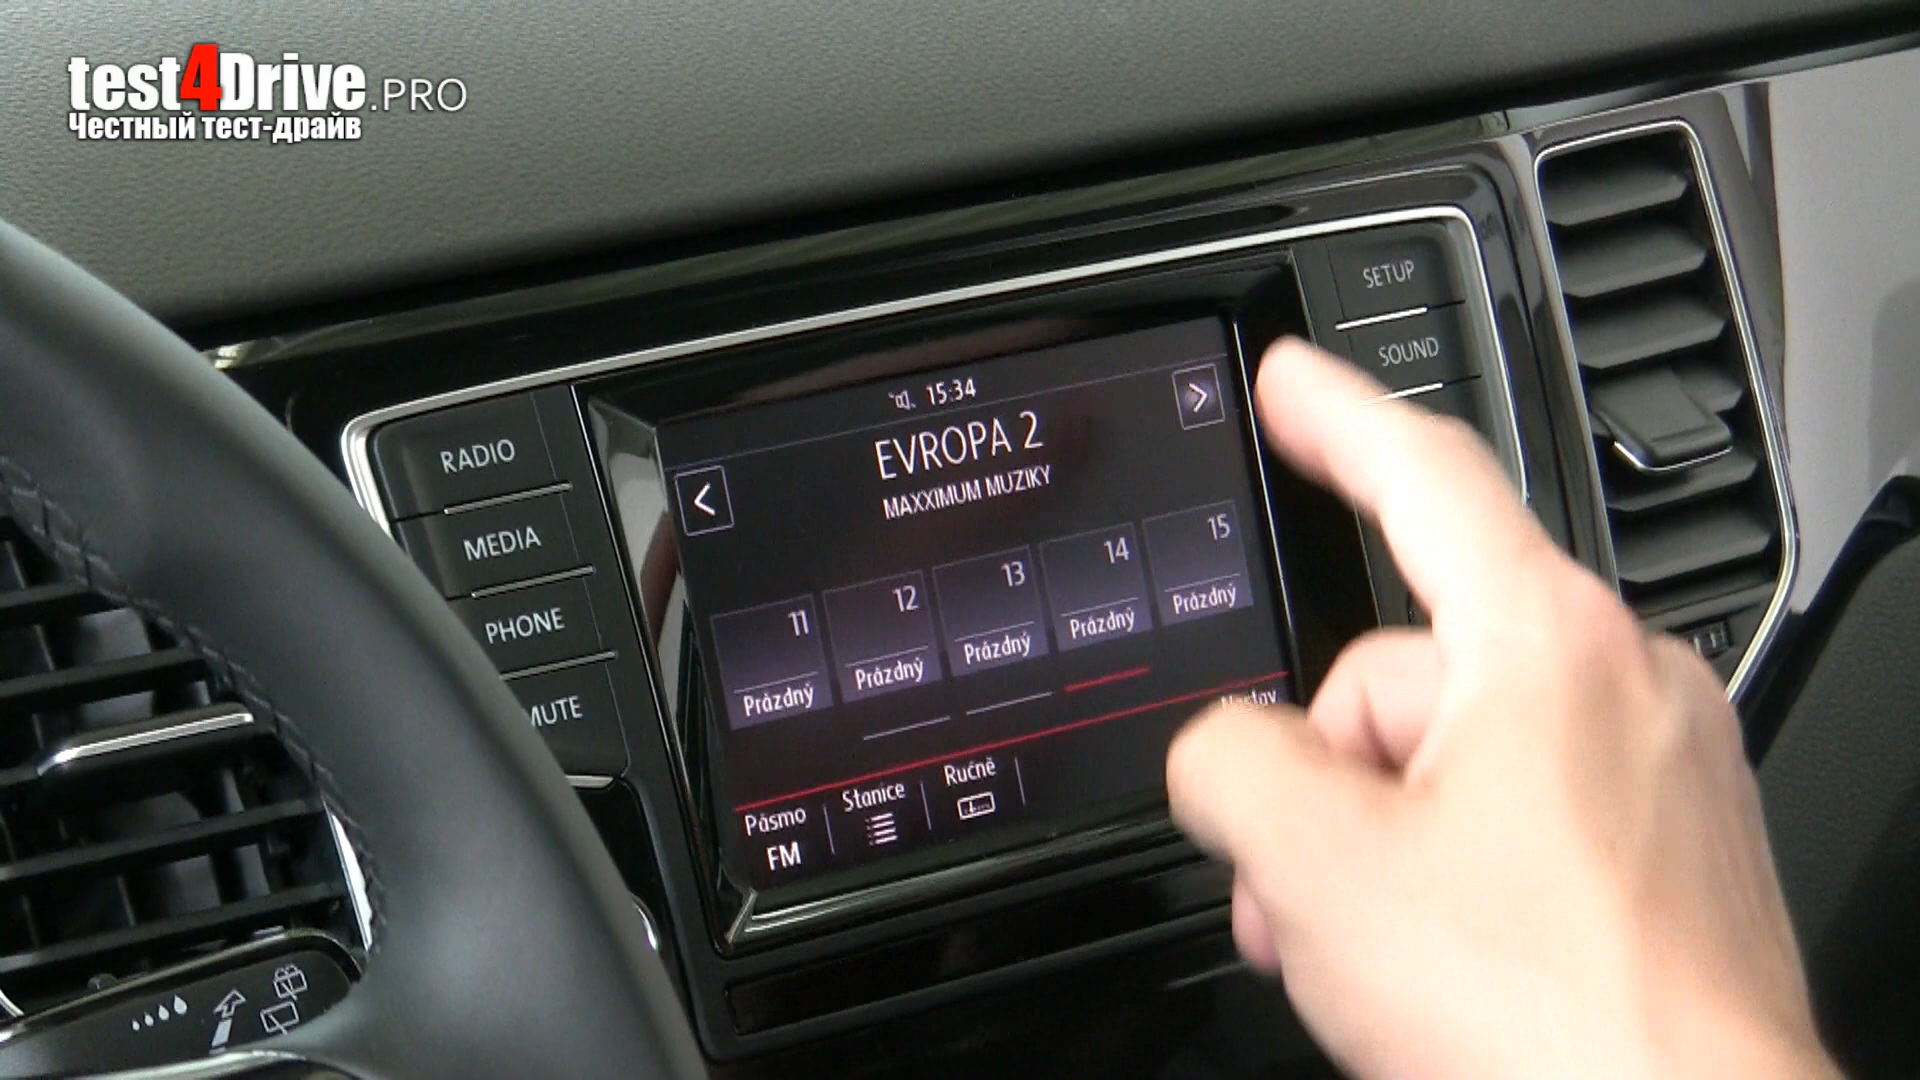 test4Drive.PRO
Честный тест-драйв
SETUP
SOUND
RADIO
MEDIA
PHONE
MUTE
15:34
EVROPA 2
MAXXIMUM MUZIKY
11
12
13
14
15
Prázdný
Prázdný
Prázdný
Prázdný
Prázdný
Pásmo
FM
Stanice
Ručně